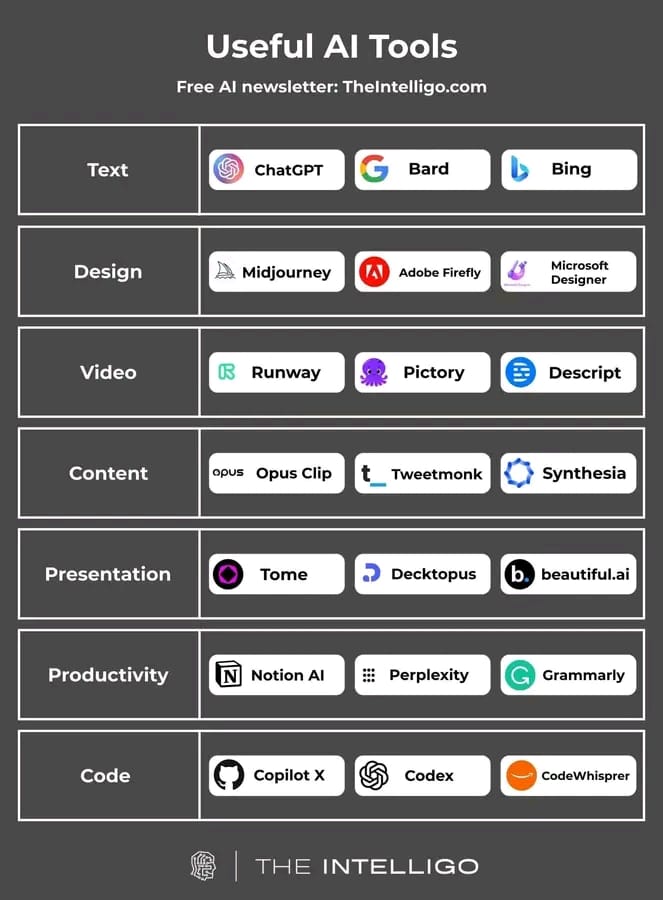 Useful AI Tools
Free AI newsletter: TheIntelligo.com
Text
ChatGPT
Bard
Bing
Design
Midjourney
Adobe Firefly
Microsoft
Designer
Video
Runway
Pictory
Descript
Content
opus
Opus Clip
t_
Tweetmonk
Synthesia
Presentation
Tome
Decktopus
b.
beautiful.ai
Productivity
N
Notion AI
Perplexity
G
Grammarly
Code
Copilot X
Codex
CodeWhisprer
THE INTELLIGO